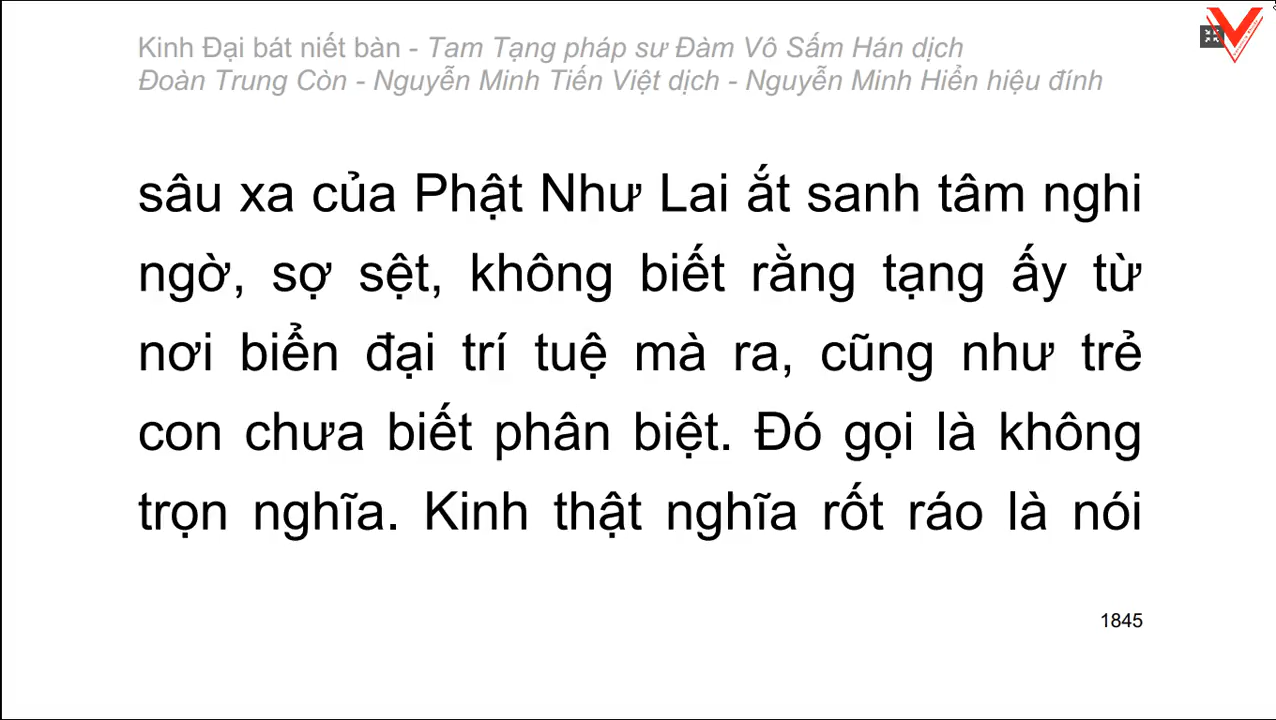 Kinh Đại bát niết bàn - Tam Tạng pháp sư Đàm Vô Sấm Hán dịch
Đoàn Trung Còn - Nguyễn Minh Tiến Việt dịch - Nguyễn Minh Hiển hiệu đính
sâu xa của Phật Như Lai ắt sanh tâm nghi
ngờ, sợ sệt, không biết rằng tạng ấy từ
nơi biển đại trí tuệ mà ra, cũng như trẻ
con chưa biết phân biệt. Đó gọi là không
trọn nghĩa. Kinh thật nghĩa rốt ráo là nói
1845